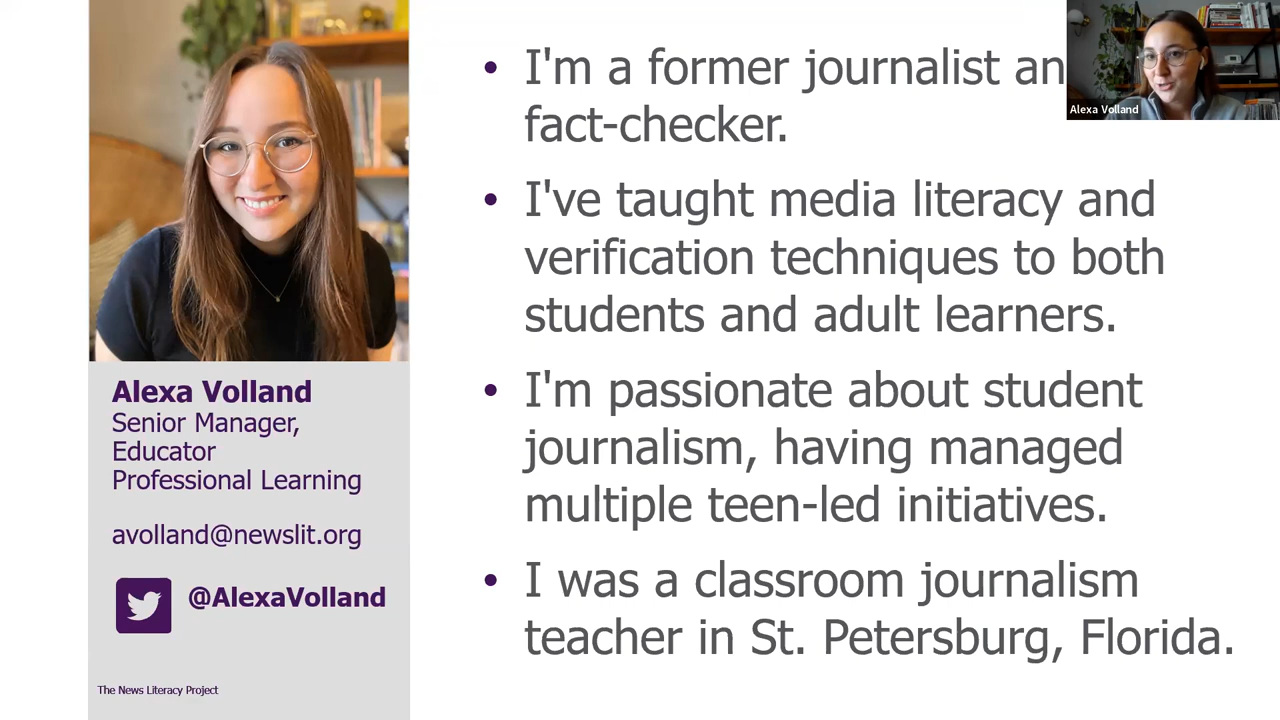 Alexa Volland
Senior Manager,
Educator
Professional Learning
avolland@newslit.org
@AlexaVolland
The News Literacy Project
• I'm a former journalist an
fact-checker.
• I've taught media literacy and
verification techniques to both
students and adult learners.
• I'm passionate about student
journalism, having managed
multiple teen-led initiatives.
• I was a classroom journalism
teacher in St. Petersburg, Florida.
Alexa Volland